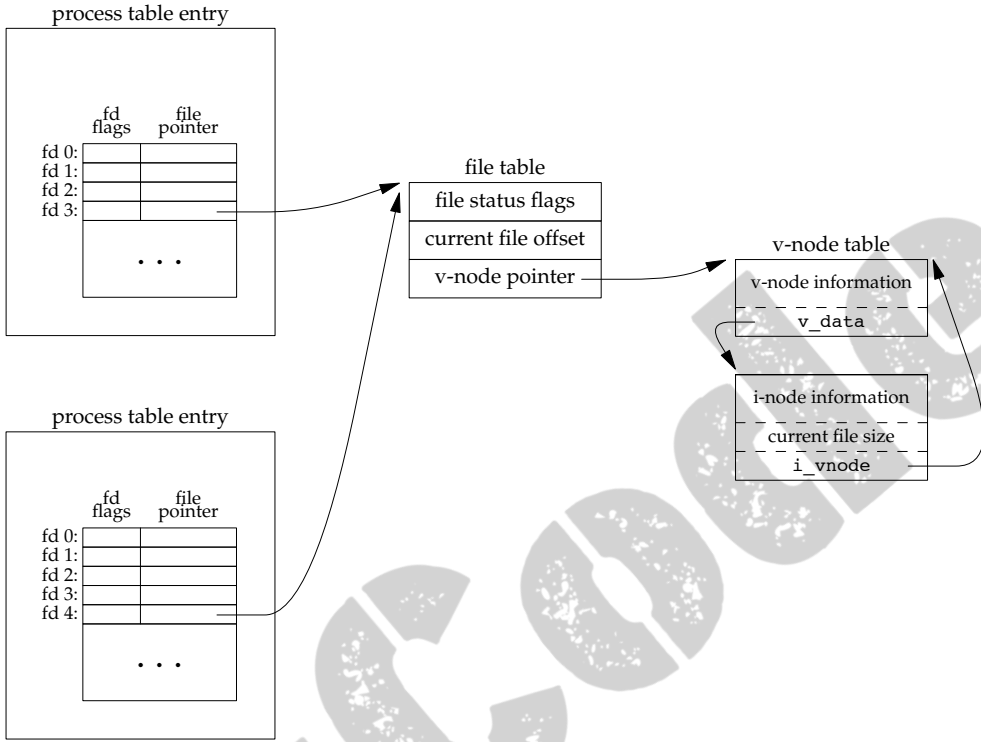 process table entry
fd
flags
file
pointer
fd 0:
fd 1:
fd 2:
fd 3:
. . .
file table
file status flags
current file offset
v-node pointer
v-node table
v-node information
v_data
i-node information
current file size
i_vnode
process table entry
fd
flags
file
pointer
fd 0:
fd 1:
fd 2:
fd 3:
fd 4:
. . .
Code